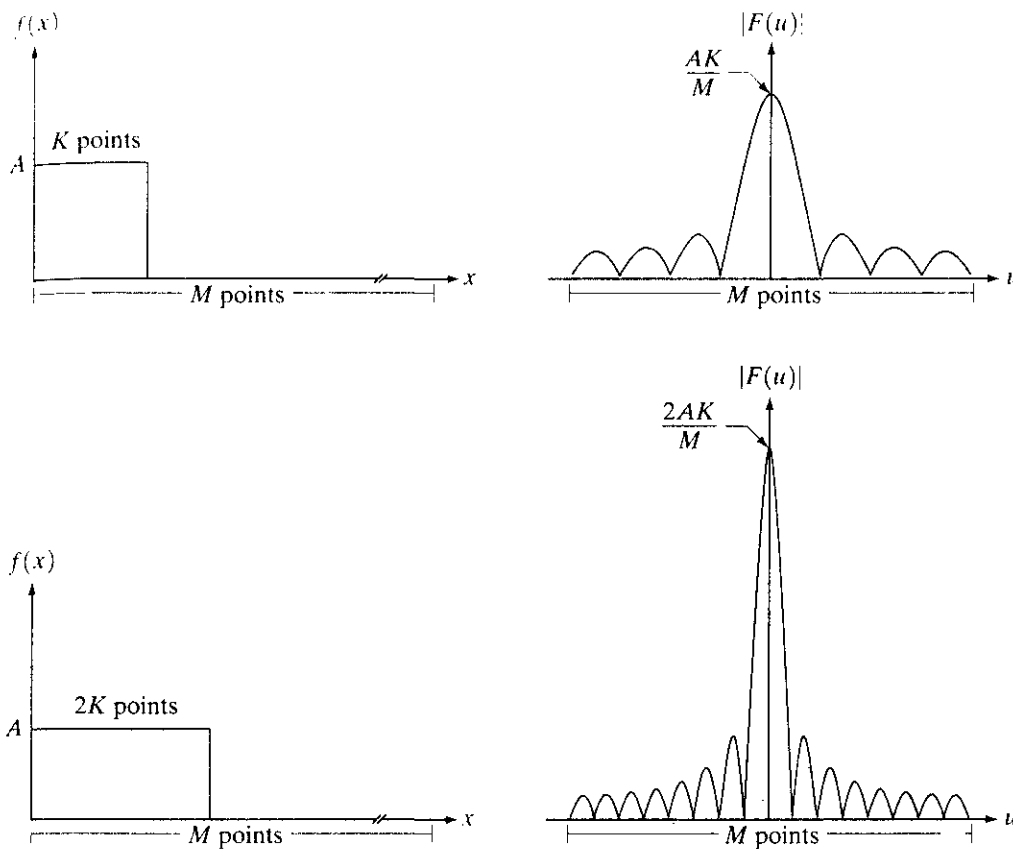 f(x)
A
K points
x
M points
|F(u)|
AK
M
M points
u
f(x)
A
2K points
x
M points
|F(u)|
2AK
M
M points
u